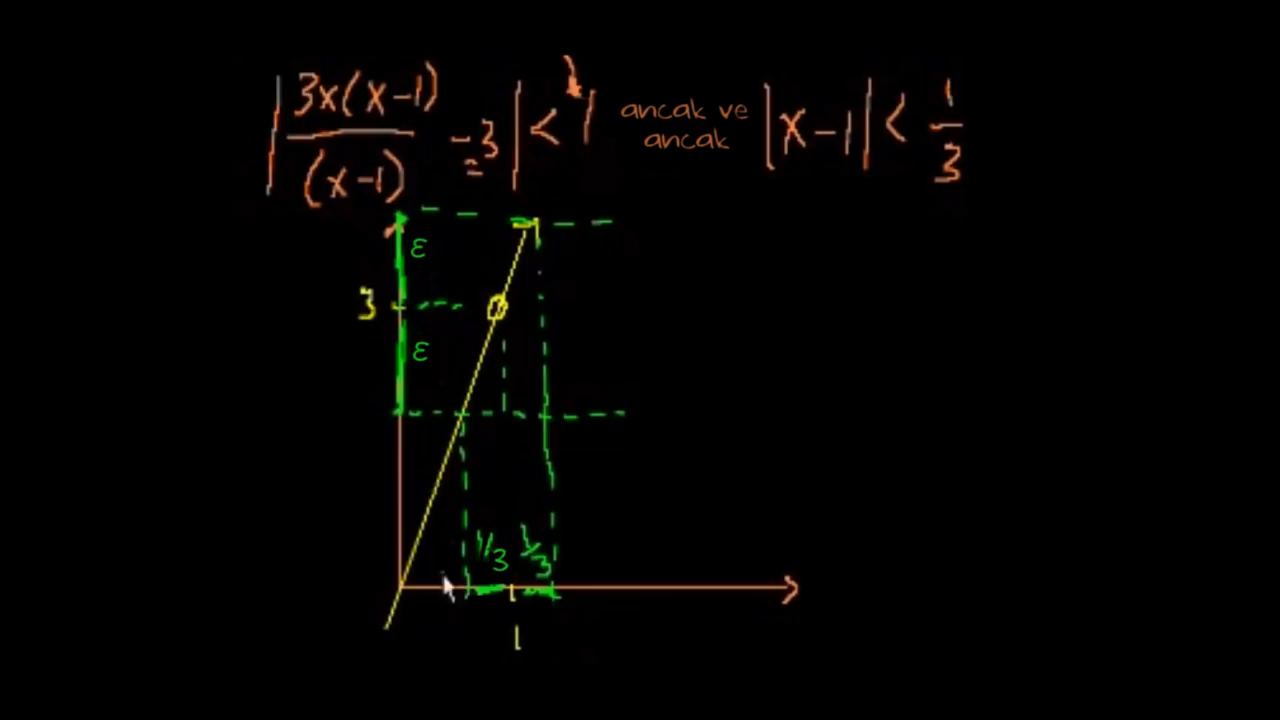 | 3x(x-1) / (x-1) - 3 | < 1 ancak ve ancak |x-1| < 1/3
ε
3
ε
1/3 1/3
1